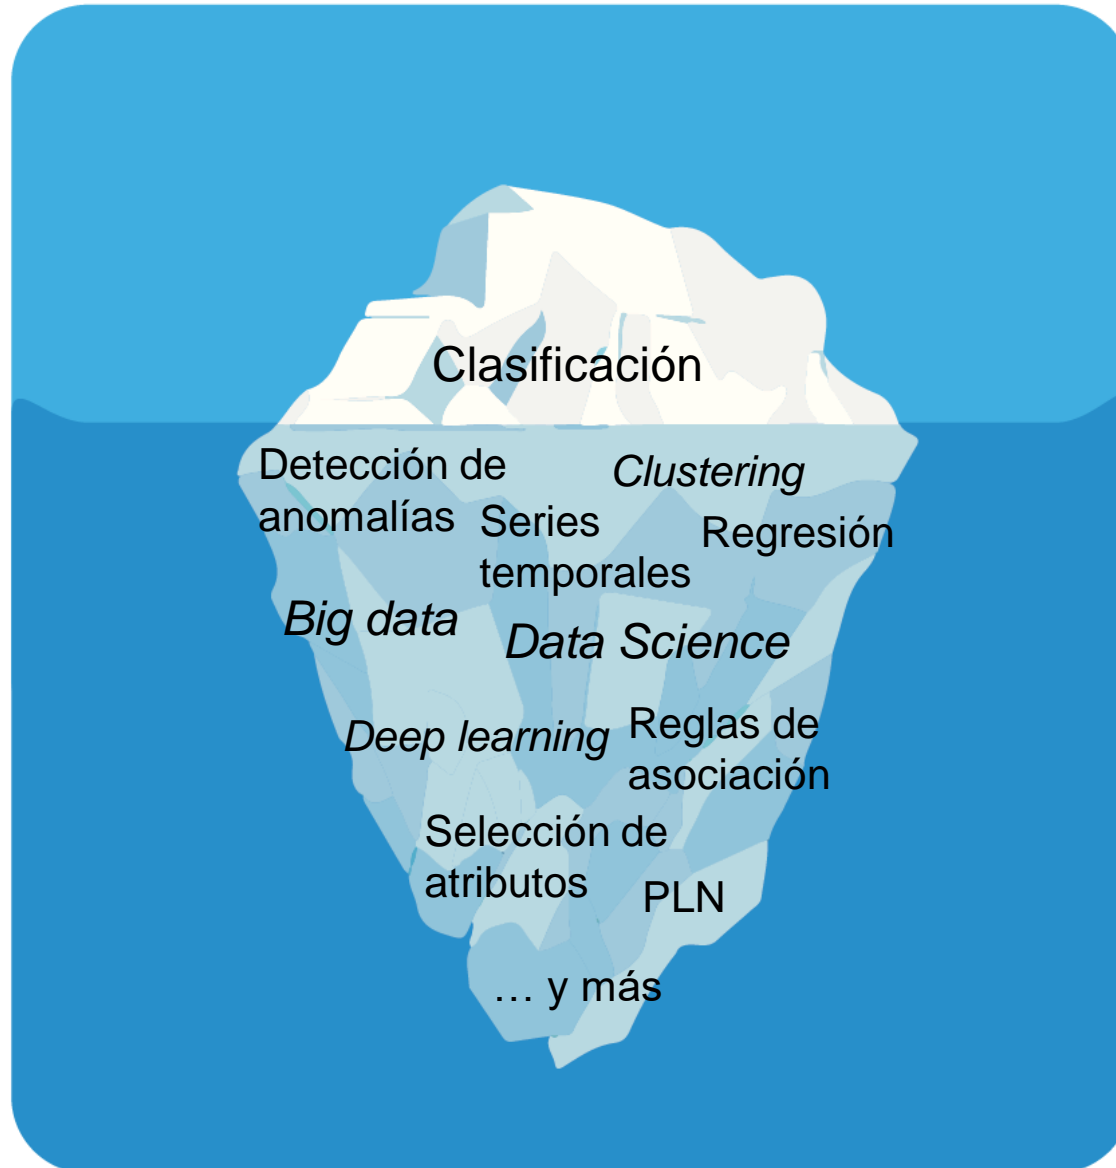 Clasificación
Detección de
anomalías
Clustering
Series
temporales
Regresión
Big data
Data Science
Deep learning
Reglas de
asociación
Selección de
atributos
PLN
… y más